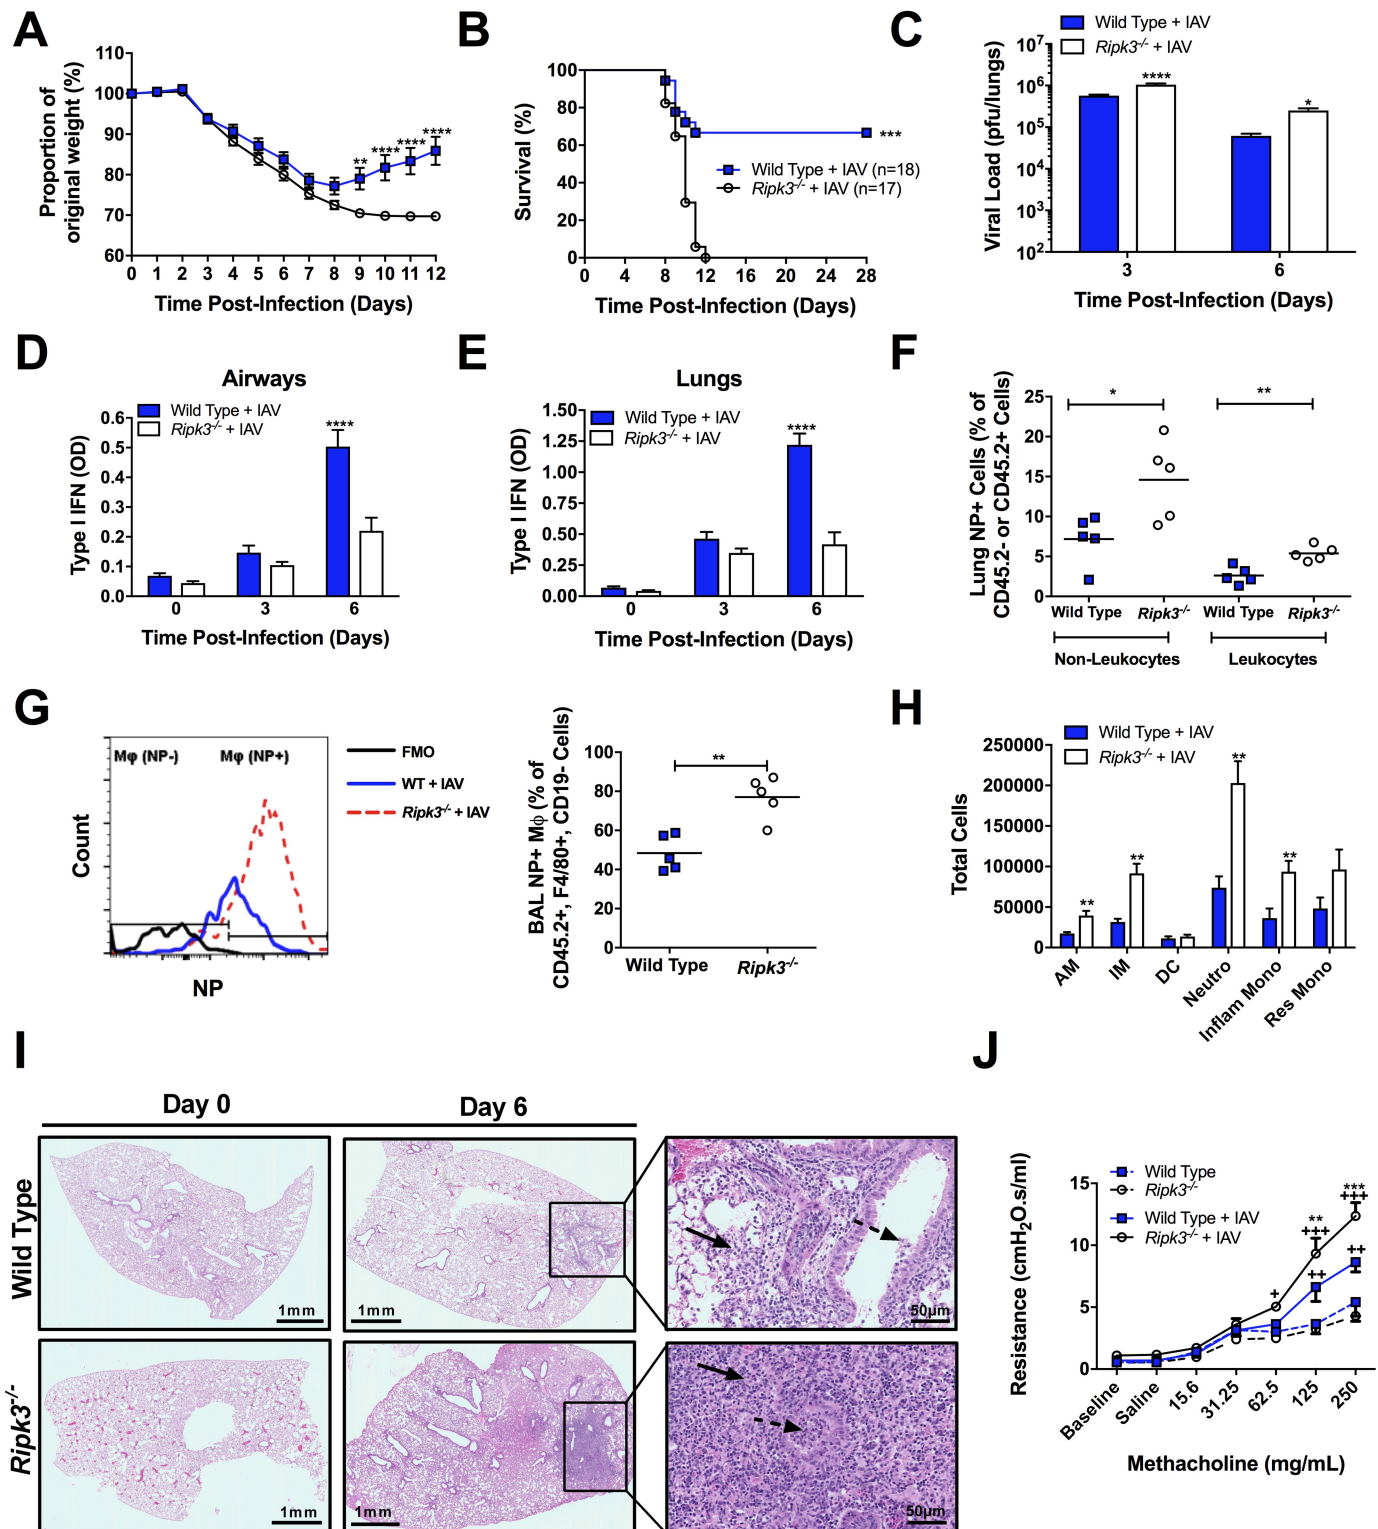 A
Proportion of
original weight (%)
110
100
90
80
70
60
** **** **** ****
0 1 2 3 4 5 6 7 8 9 10 11 12
Time Post-Infection (Days)
B
Survival (%)
100
80
60
40
20
0
***
Wild Type + IAV (n=18)
Ripk3-/- + IAV (n=17)
0 4 8 12 16 20 24 28
Time Post-Infection (Days)
C
Wild Type + IAV
Ripk3-/- + IAV
Viral Load (pfu/lungs)
10⁷
10⁶
10⁵
10⁴
10³
10²
**** *
3 6
Time Post-Infection (Days)
D
Airways
Wild Type + IAV
Ripk3-/- + IAV
Type I IFN (OD)
0.6
0.5
0.4
0.3
0.2
0.1
0.0
****
0 3 6
Time Post-Infection (Days)
E
Lungs
Wild Type + IAV
Ripk3-/- + IAV
Type I IFN (OD)
1.50
1.25
1.00
0.75
0.50
0.25
0.00
****
0 3 6
Time Post-Infection (Days)
F
Lung NP+ Cells (% of
CD45.2- or CD45.2+ Cells)
25
20
15
10
5
0
* **
Wild Type Ripk3-/- Wild Type Ripk3-/-
Non-Leukocytes Leukocytes
G
Mφ (NP-) Mφ (NP+)
Count
NP
FMO
WT + IAV
Ripk3-/- + IAV
BAL NP+ Mϕ (% of
CD45.2+, F4/80+, CD19- Cells)
100
80
60
40
20
0
**
Wild Type Ripk3-/-
H
Wild Type + IAV
Ripk3-/- + IAV
Total Cells
250000
200000
150000
100000
50000
0
** ** ** **
AM IM DC Neutro Inflam Mono Res Mono
I
Day 0 Day 6
Wild Type
1mm 1mm 50µm
Ripk3-/-
1mm 1mm 50µm
J
Resistance (cmH₂O.s/ml)
Wild Type
Ripk3-/-
Wild Type + IAV
Ripk3-/- + IAV
15
10
5
0
+
**
+++
++
***
+++
++
Baseline Saline 15.6 31.25 62.5 125 250
Methacholine (mg/mL)